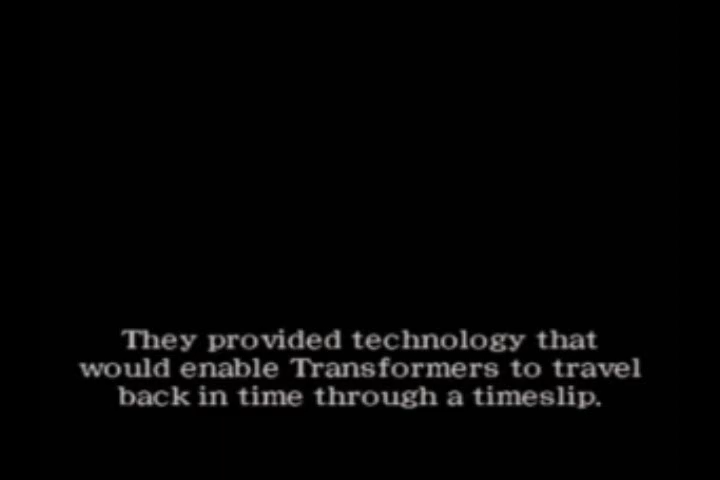 They provided technology that
would enable Transformers to travel
back in time through a timeslip.